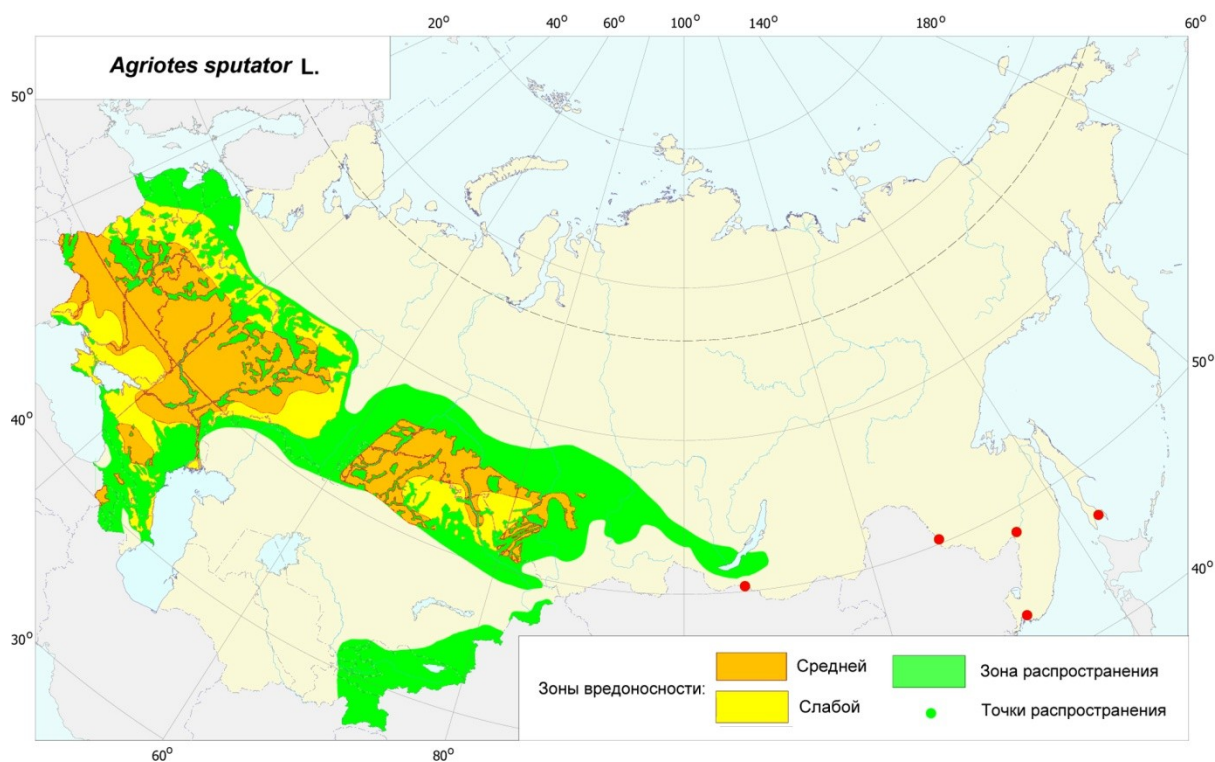 20° 40° 60° 100° 140° 180° 60°
Agriotes sputator L.
50°
50°
40°
40°
30°
Средней
Зона распространения
Зоны вредоносности:
Слабой
Точки распространения
60° 80°